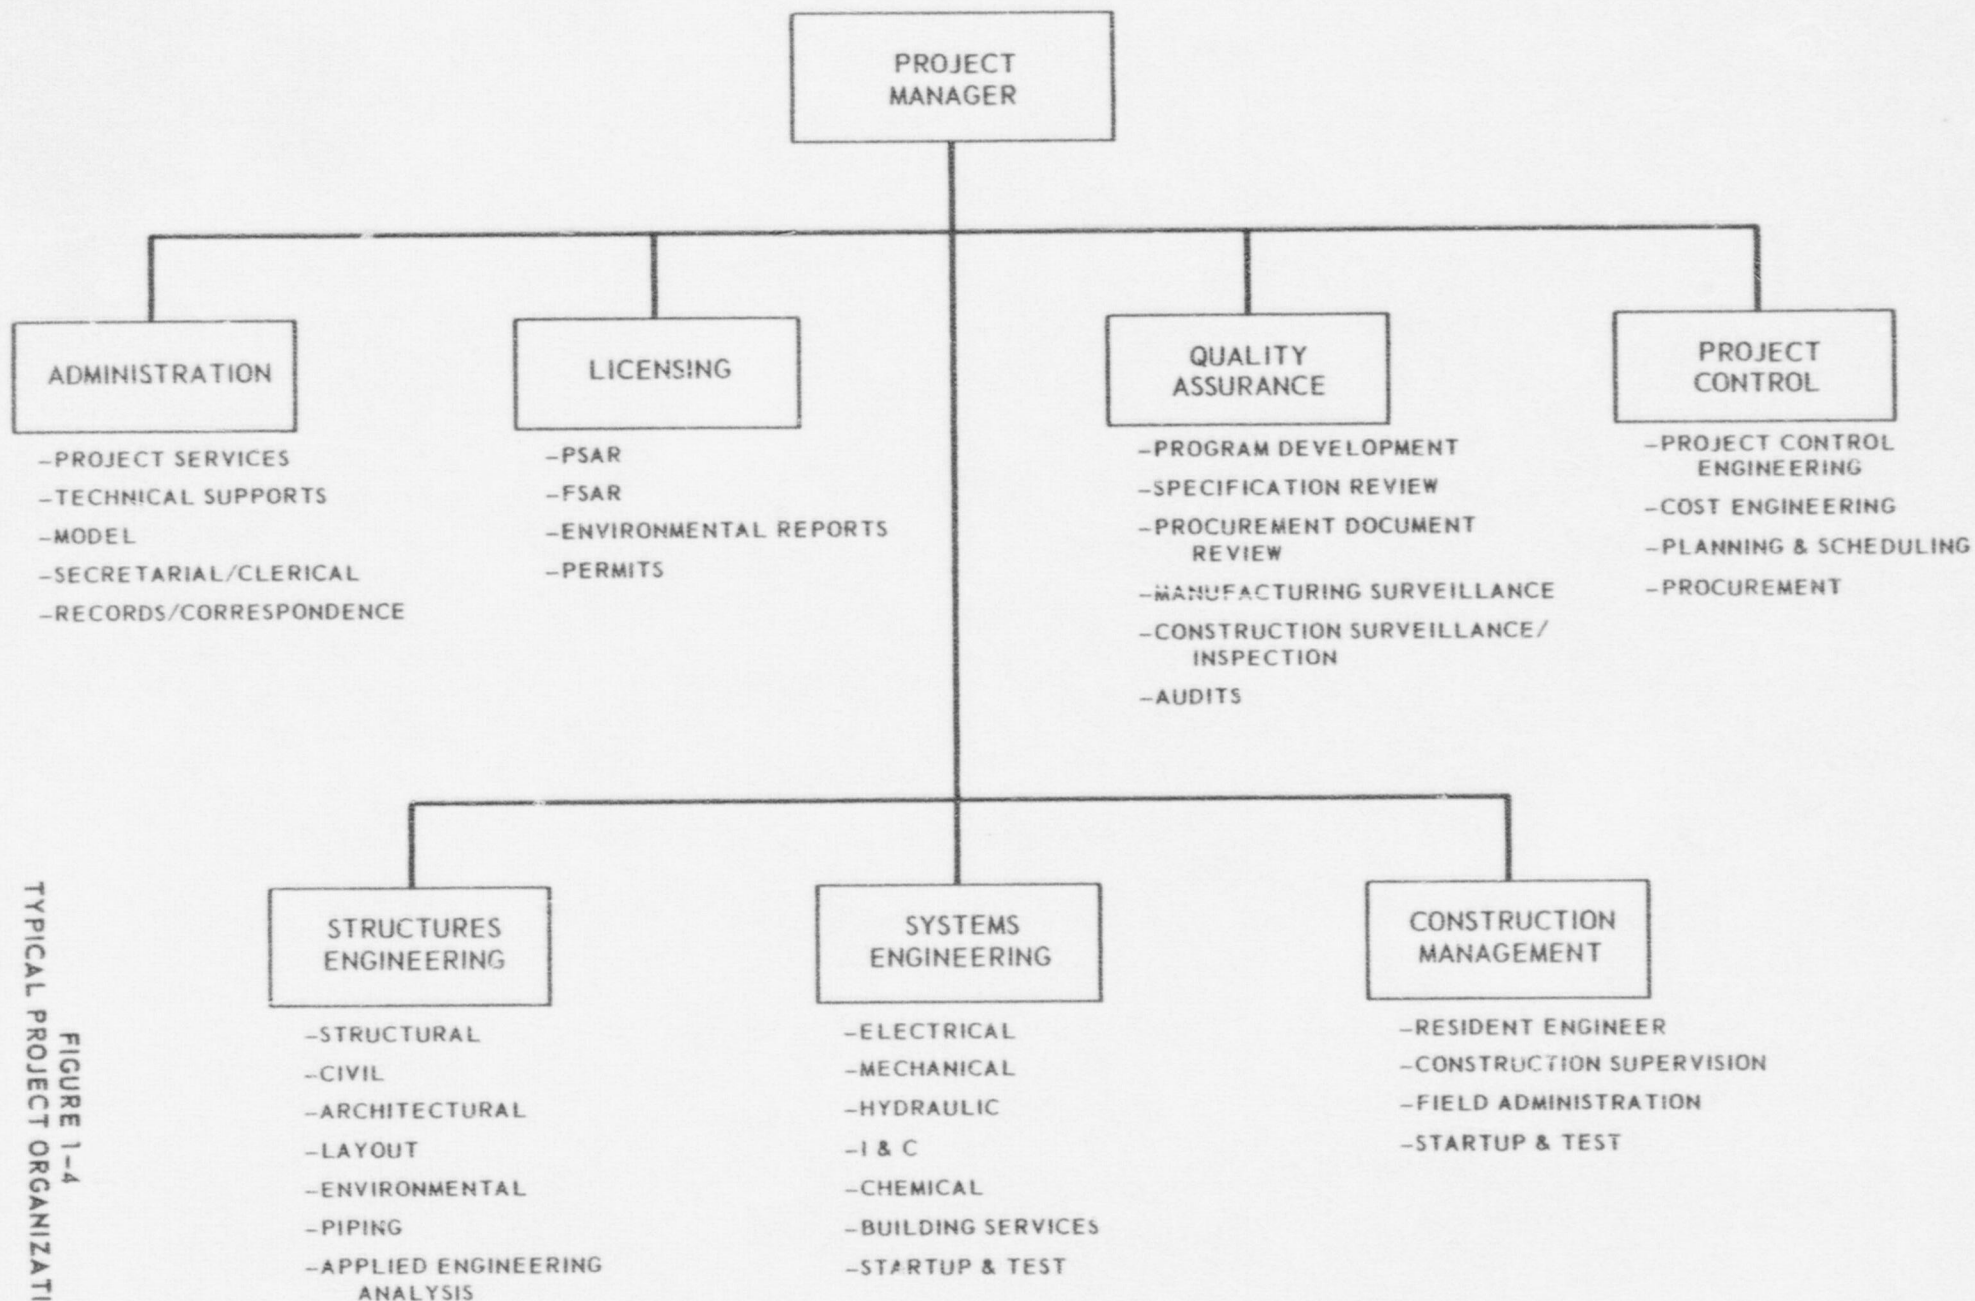 PROJECT
MANAGER
ADMINISTRATION
-PROJECT SERVICES
-TECHNICAL SUPPORTS
-MODEL
-SECRETARIAL/CLERICAL
-RECORDS/CORRESPONDENCE
LICENSING
-PSAR
-FSAR
-ENVIRONMENTAL REPORTS
-PERMITS
QUALITY
ASSURANCE
-PROGRAM DEVELOPMENT
-SPECIFICATION REVIEW
-PROCUREMENT DOCUMENT
REVIEW
-MANUFACTURING SURVEILLANCE
-CONSTRUCTION SURVEILLANCE/
INSPECTION
-AUDITS
PROJECT
CONTROL
-PROJECT CONTROL
ENGINEERING
-COST ENGINEERING
-PLANNING & SCHEDULING
-PROCUREMENT
STRUCTURES
ENGINEERING
-STRUCTURAL
-CIVIL
-ARCHITECTURAL
-LAYOUT
-ENVIRONMENTAL
-PIPING
-APPLIED ENGINEERING
ANALYSIS
SYSTEMS
ENGINEERING
-ELECTRICAL
-MECHANICAL
-HYDRAULIC
-I & C
-CHEMICAL
-BUILDING SERVICES
-STARTUP & TEST
CONSTRUCTION
MANAGEMENT
-RESIDENT ENGINEER
-CONSTRUCTION SUPERVISION
-FIELD ADMINISTRATION
-STARTUP & TEST
FIGURE 1-4
TYPICAL PROJECT ORGANIZATI